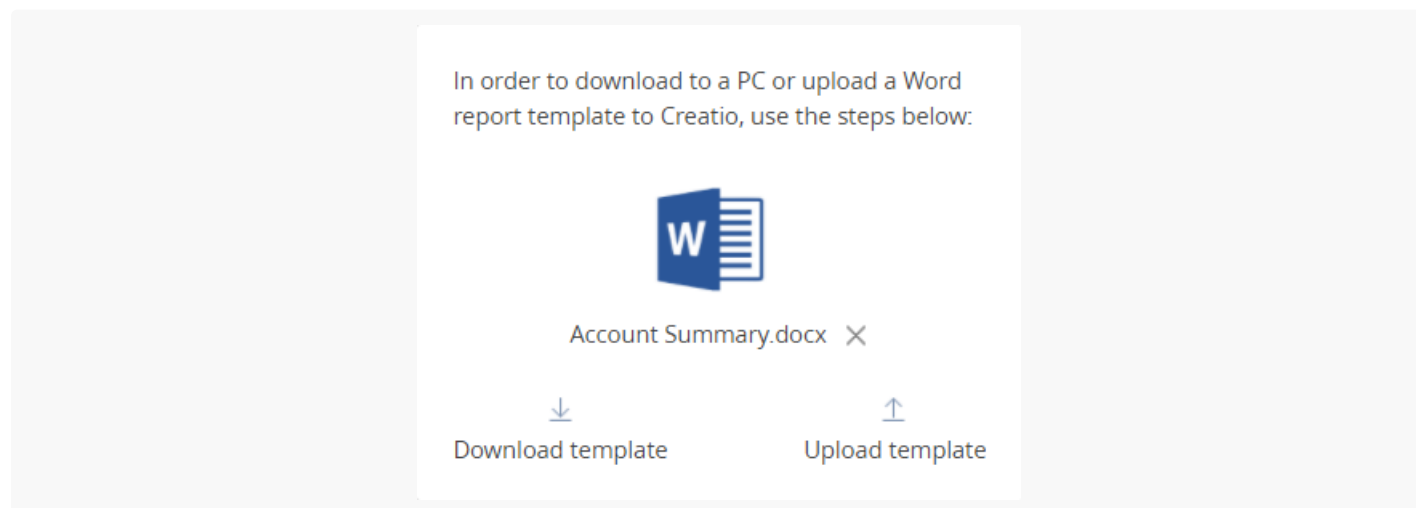 In order to download to a PC or upload a Word
report template to Creatio, use the steps below:
W
Account Summary.docx
Download template
Upload template